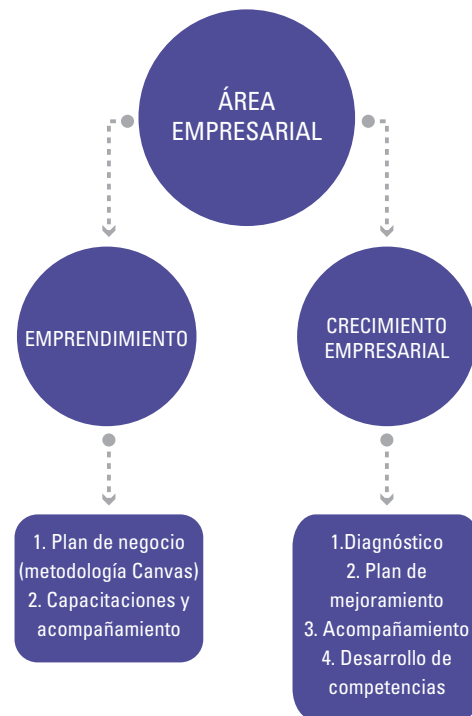 ÁREA
EMPRESARIAL
EMPRENDIMIENTO
CRECIMIENTO
EMPRESARIAL
1. Plan de negocio
(metodología Canvas)
2. Capacitaciones y
acompañamiento
1.Diagnóstico
2. Plan de
mejoramiento
3. Acompañamiento
4. Desarrollo de
competencias